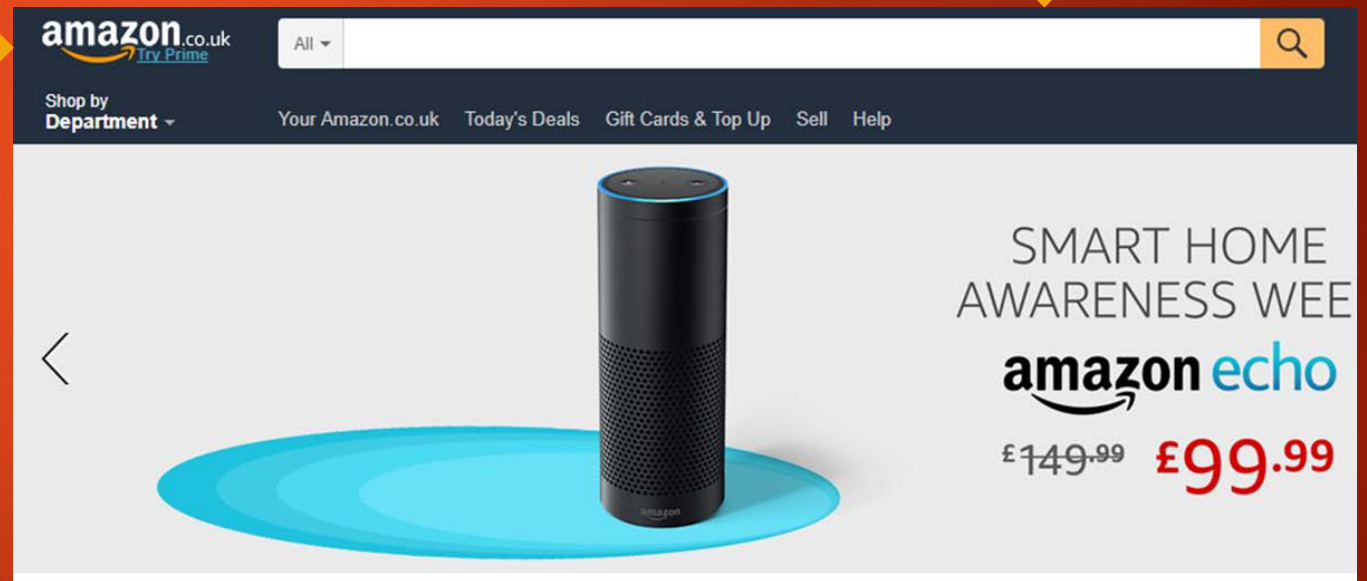 amazon.co.uk
Try Prime
All
Shop by
Department
Your Amazon.co.uk Today's Deals Gift Cards & Top Up Sell Help
SMART HOME
AWARENESS WEE
amazon echo
£149.99 £99.99
amazon